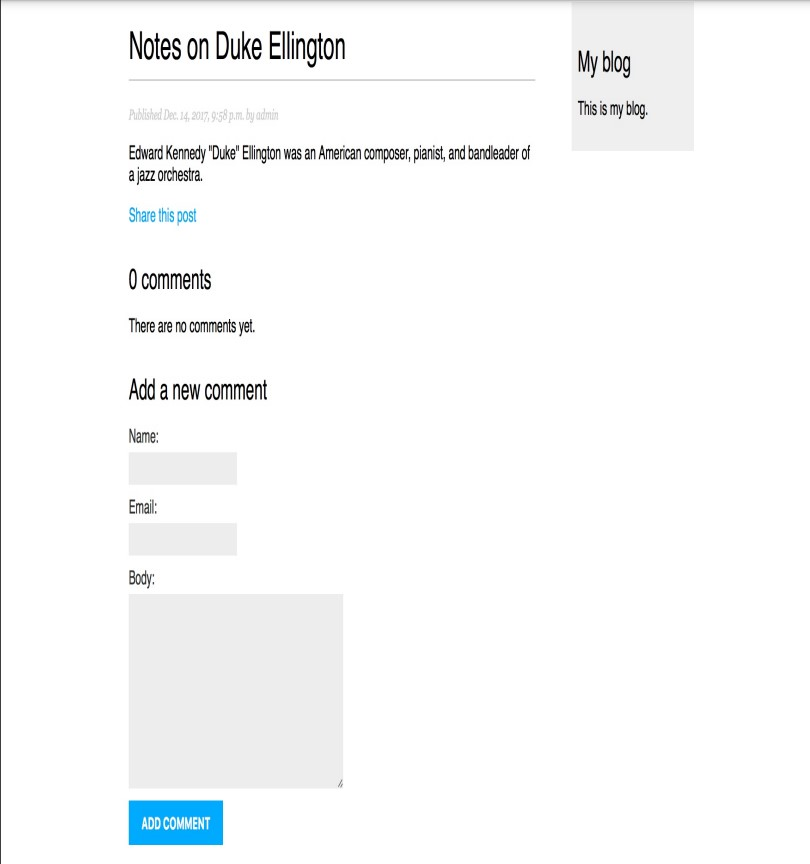 Notes on Duke Ellington
Published Dec. 14, 2017, 9:58 p.m. by admin
Edward Kennedy "Duke" Ellington was an American composer, pianist, and bandleader of
a jazz orchestra.
Share this post
0 comments
There are no comments yet.
Add a new comment
Name:
Email:
Body:
ADD COMMENT
My blog
This is my blog.